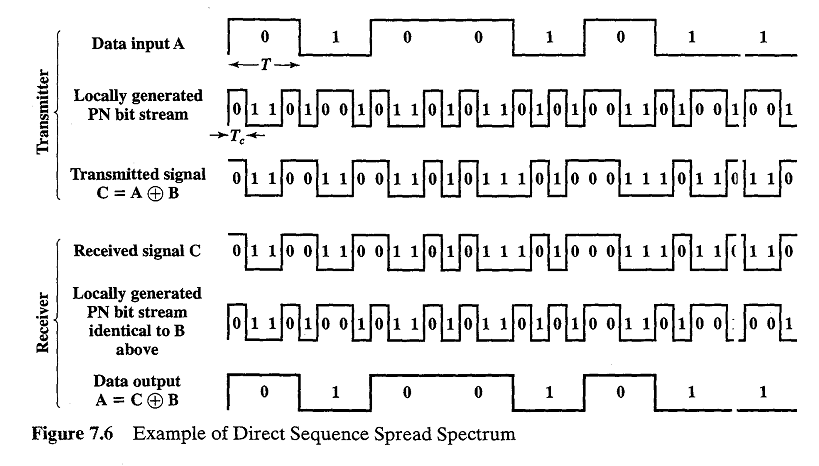 Transmitter
Data input A
0 1 0 0 1 0 1 1
T
Locally generated
PN bit stream
0 1 1 0 1 0 0 1 0 1 1 0 1 0 1 1 0 1 0 1 0 0 1 1 0 1 0 0 1 0 0 1
Tc
Transmitted signal
C = A ⊕ B
0 1 1 0 0 1 1 0 0 1 1 0 1 0 1 1 1 0 1 0 0 0 1 1 1 0 1 1 0 1 1 0
Receiver
Received signal C
0 1 1 0 0 1 1 0 0 1 1 0 1 0 1 1 1 0 1 0 0 0 1 1 1 0 1 1 1 1 0
Locally generated
PN bit stream
identical to B
above
0 1 1 0 1 0 0 1 0 1 1 0 1 0 1 1 0 1 0 1 0 0 1 1 0 1 0 0 0 0 1
Data output
A = C ⊕ B
0 1 0 0 1 0 1 1
Figure 7.6 Example of Direct Sequence Spread Spectrum